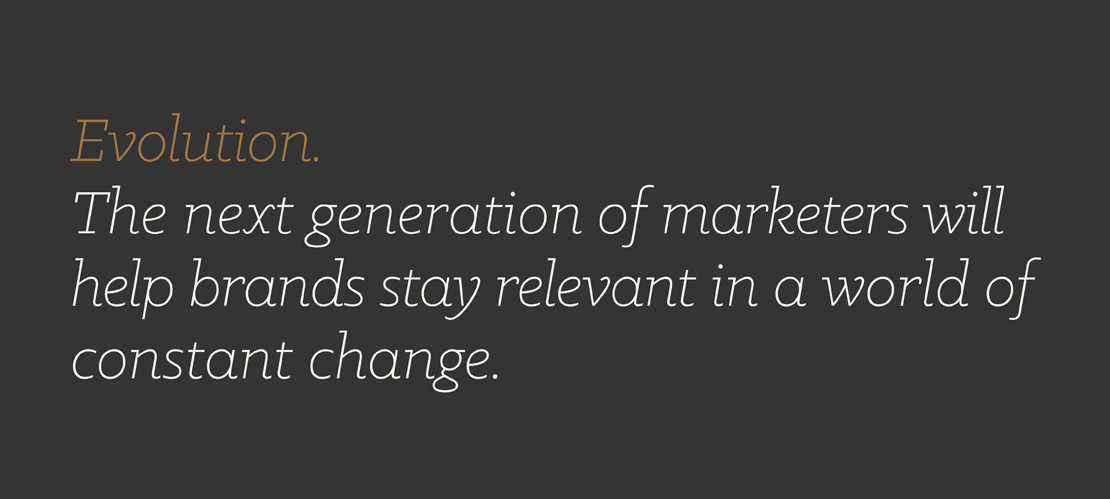 Evolution.
The next generation of marketers will
help brands stay relevant in a world of
constant change.